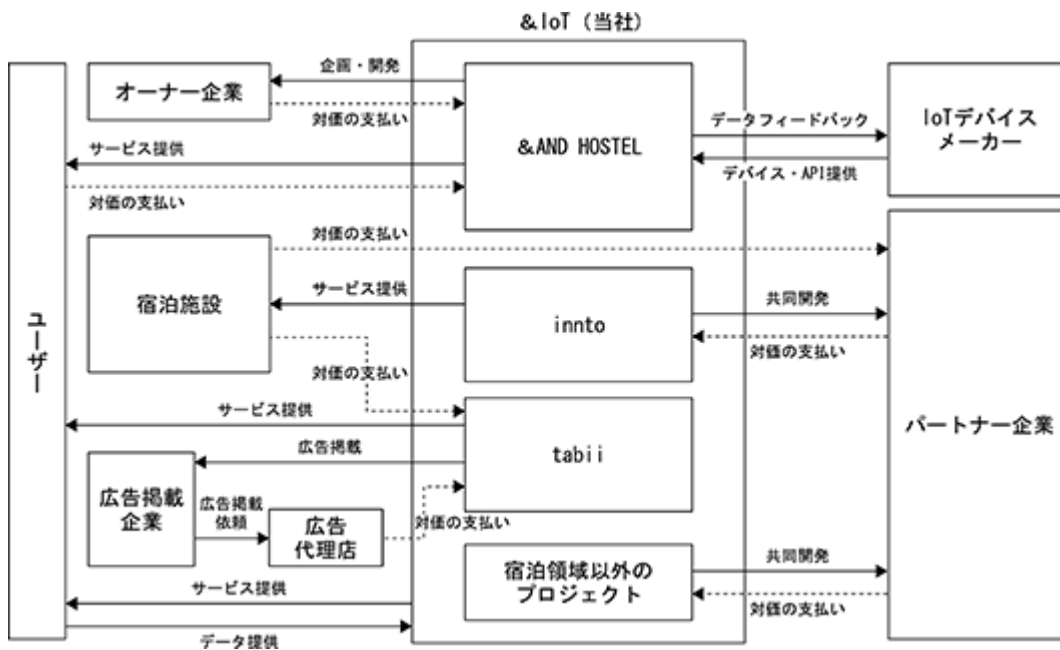 &IoT（当社）
オーナー企業
企画・開発
対価の支払い
&AND HOSTEL
データフィードバック
デバイス・API提供
IoTデバイス
メーカー
サービス提供
対価の支払い
ユーザー
宿泊施設
対価の支払い
サービス提供
innto
共同開発
対価の支払い
パートナー企業
対価の支払い
サービス提供
tabii
広告掲載
広告掲載
企業
広告掲載
依頼
広告
代理店
対価の支払い
宿泊領域以外の
プロジェクト
共同開発
対価の支払い
サービス提供
データ提供